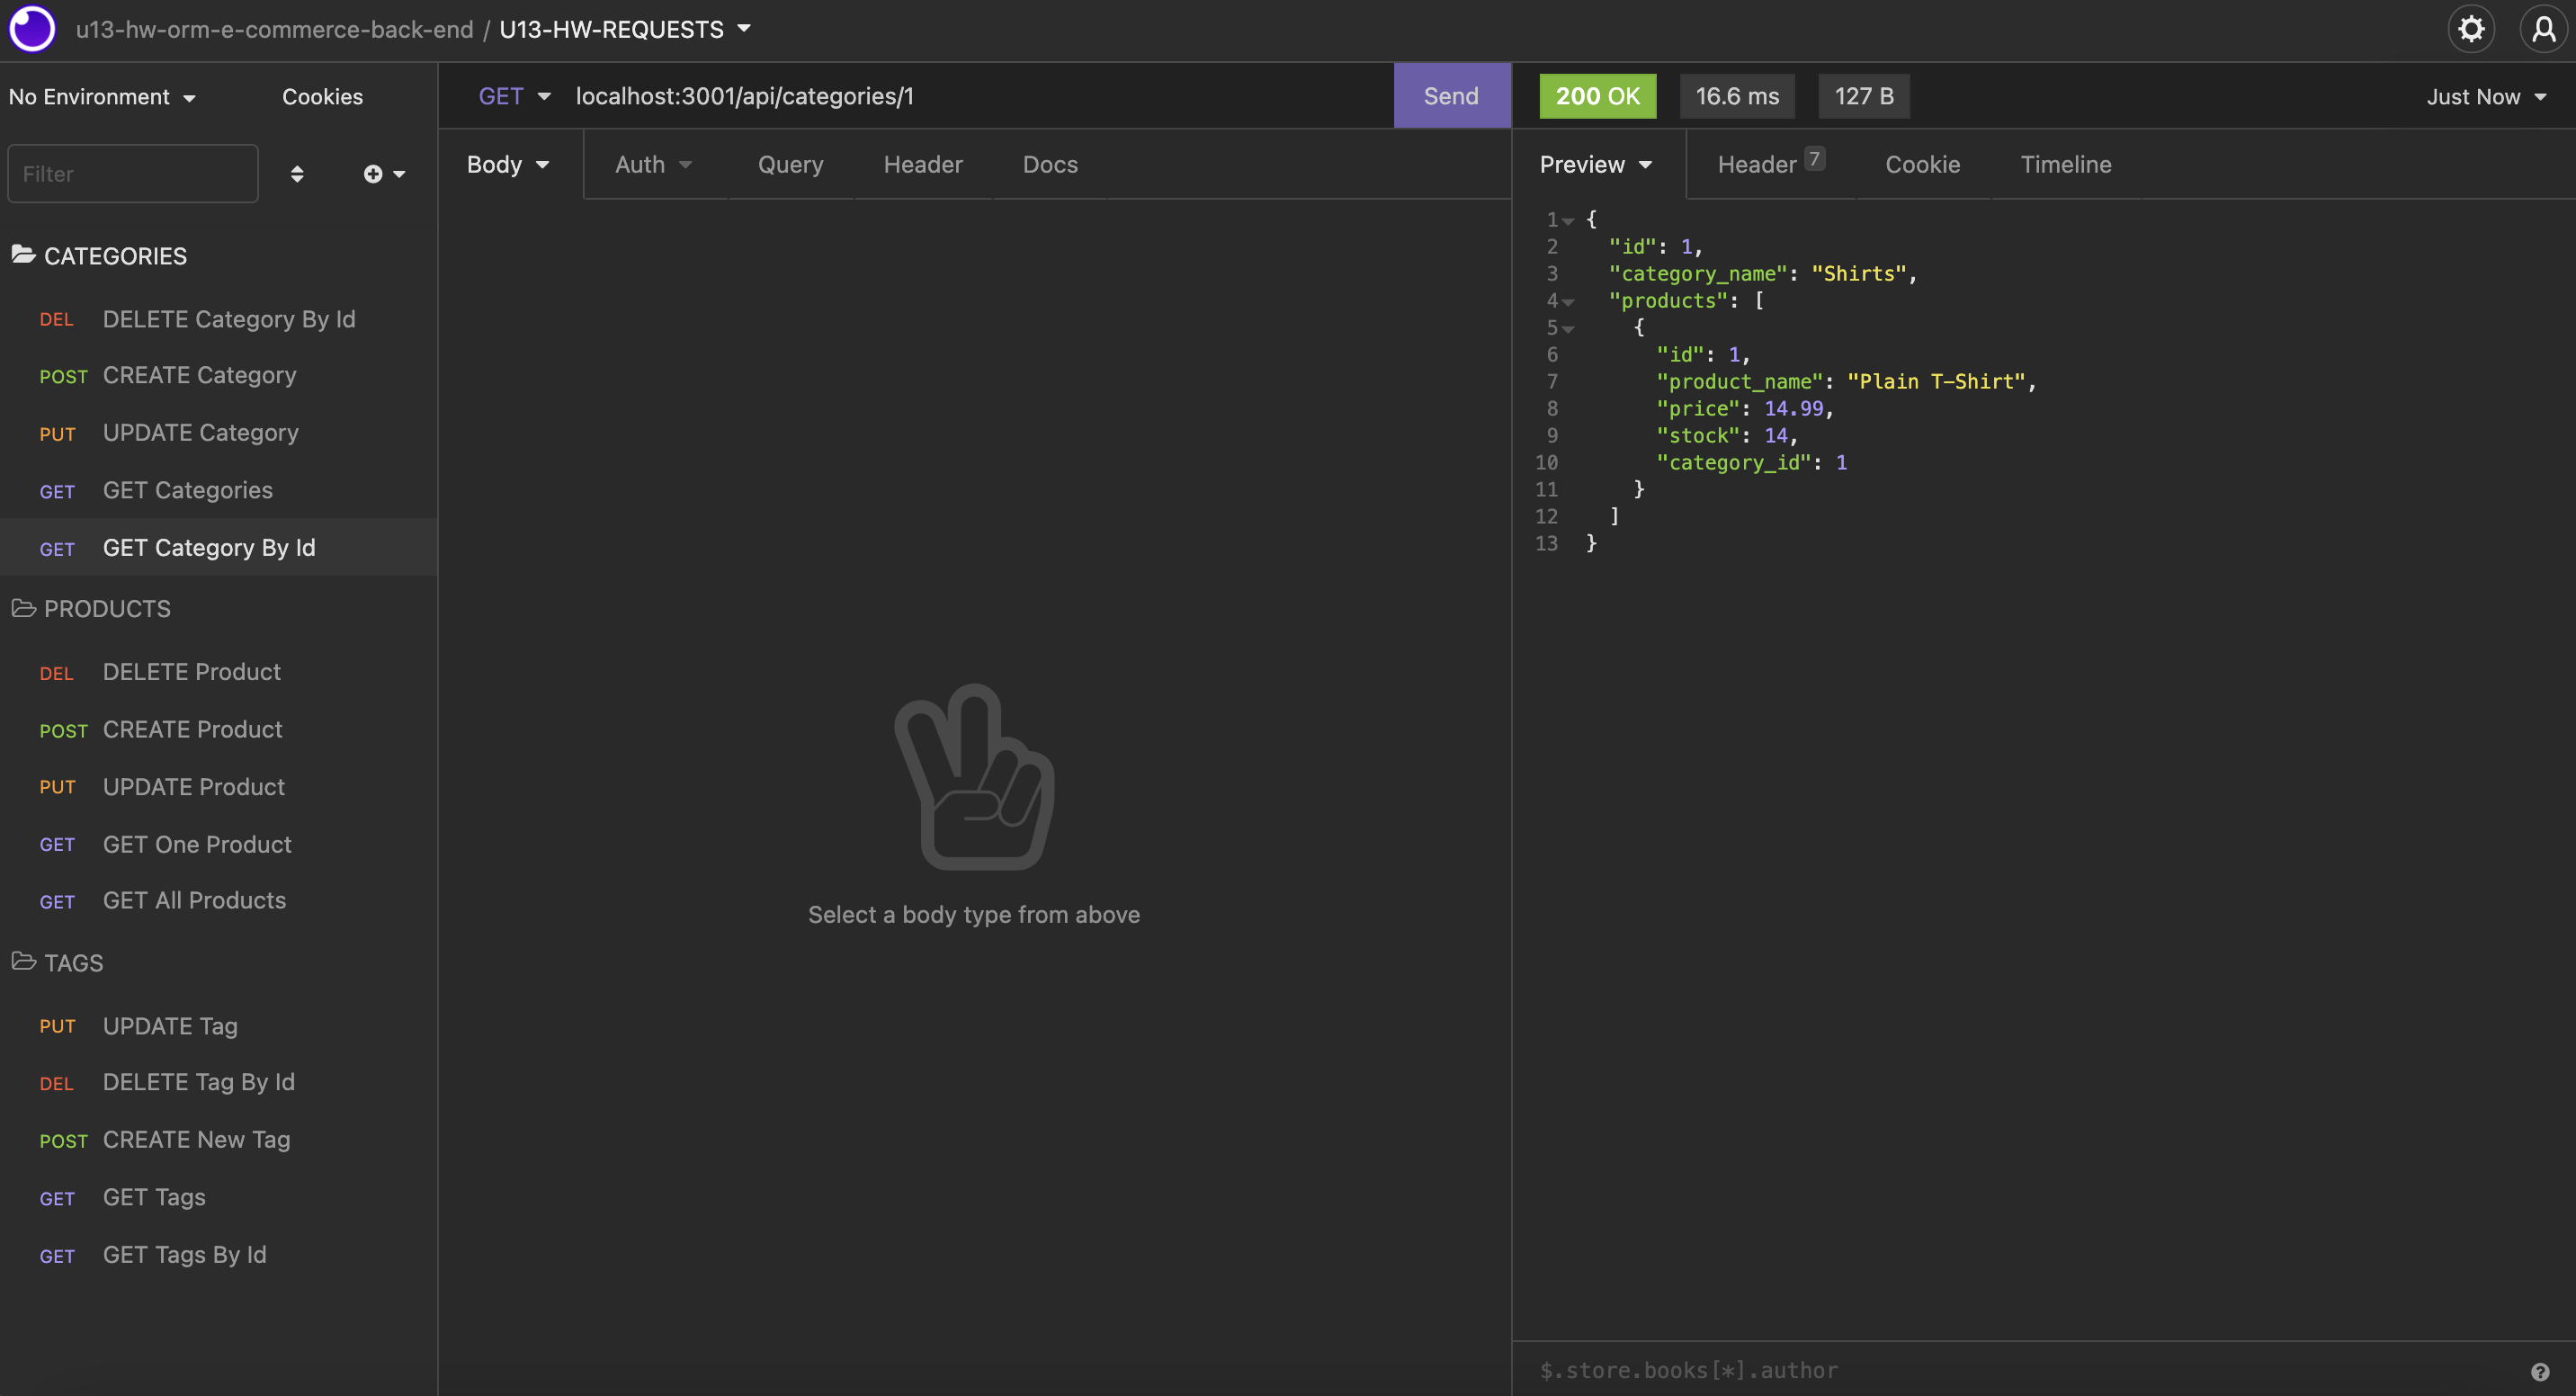 u13-hw-orm-e-commerce-back-end / U13-HW-REQUESTS
No Environment
Cookies
Filter
CATEGORIES
DEL DELETE Category By Id
POST CREATE Category
PUT UPDATE Category
GET GET Categories
GET GET Category By Id
PRODUCTS
DEL DELETE Product
POST CREATE Product
PUT UPDATE Product
GET GET One Product
GET GET All Products
TAGS
PUT UPDATE Tag
DEL DELETE Tag By Id
POST CREATE New Tag
GET GET Tags
GET GET Tags By Id
GET localhost:3001/api/categories/1 Send
Body Auth Query Header Docs
Select a body type from above
200 OK 16.6 ms 127 B Just Now
Preview Header 7 Cookie Timeline
1 {
2 "id": 1,
3 "category_name": "Shirts",
4 "products": [
5 {
6 "id": 1,
7 "product_name": "Plain T-Shirt",
8 "price": 14.99,
9 "stock": 14,
10 "category_id": 1
11 }
12 ]
13 }
$.store.books[*].author